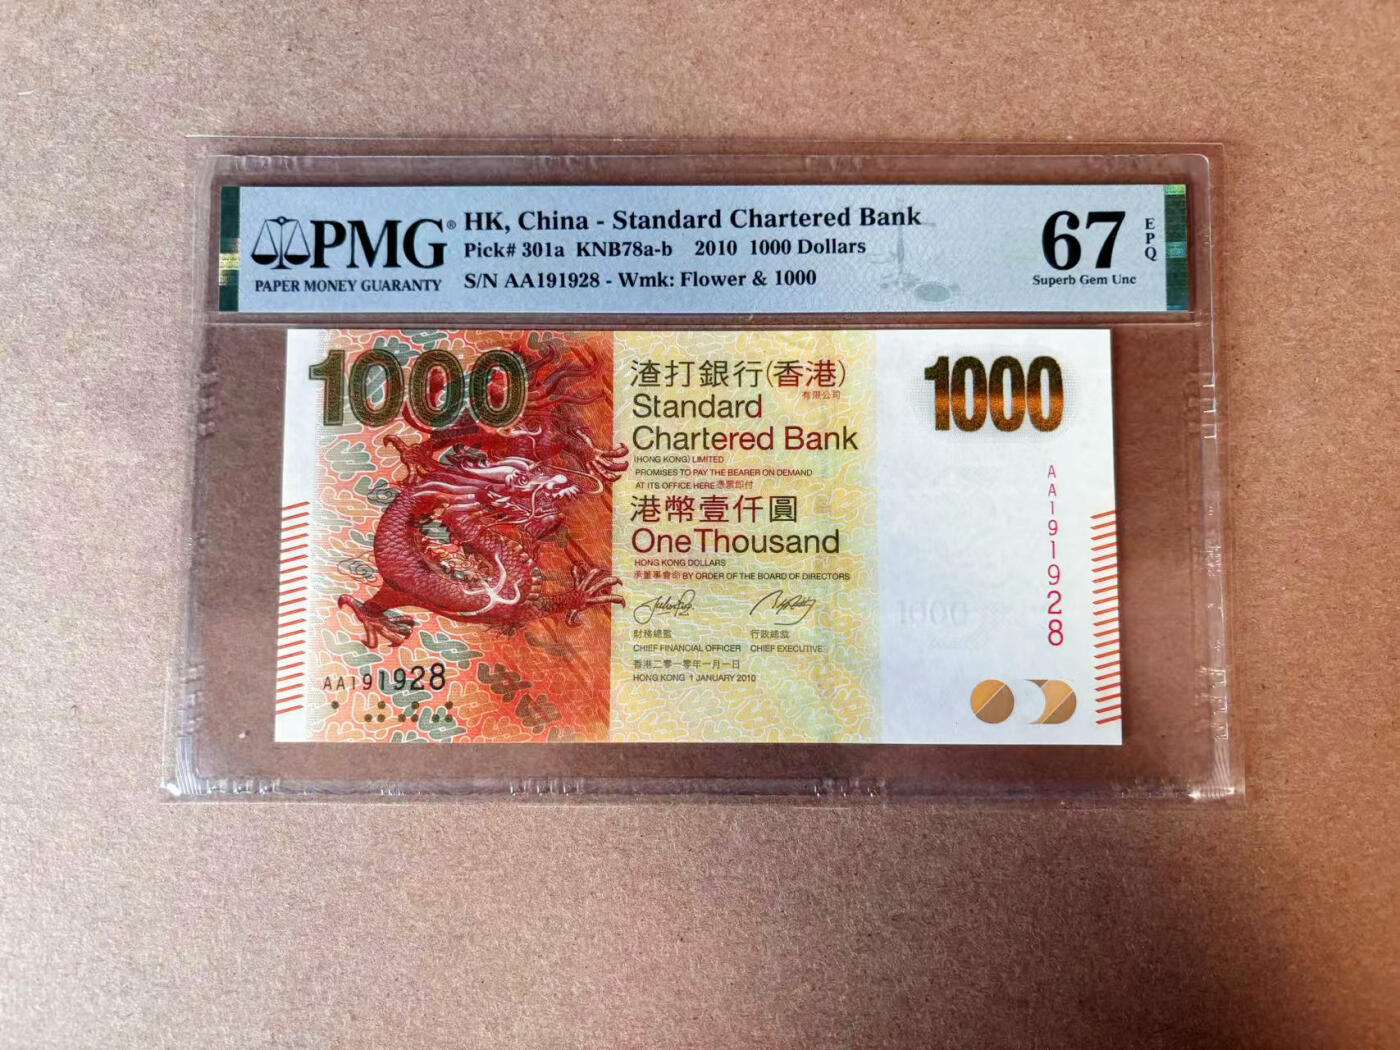 PMG®
PAPER MONEY GUARANTY
HK, China - Standard Chartered Bank
Pick# 301a KNB78a-b 2010 1000 Dollars
S/N AA191928 - Wmk: Flower & 1000
67
EPQ
Superb Gem Unc
1000
渣打銀行(香港)
有限公司
Standard
Chartered Bank
(HONG KONG) LIMITED
PROMISES TO PAY THE BEARER ON DEMAND
AT ITS OFFICE HERE 憑票即付
港幣壹仟圓
One Thousand
HONG KONG DOLLARS
承董事會命 BY ORDER OF THE BOARD OF DIRECTORS
財務總監 行政總裁
CHIEF FINANCIAL OFFICER CHIEF EXECUTIVE
香港二零一零年一月一日
HONG KONG 1 JANUARY 2010
AA191928
1000
AA191928
1000